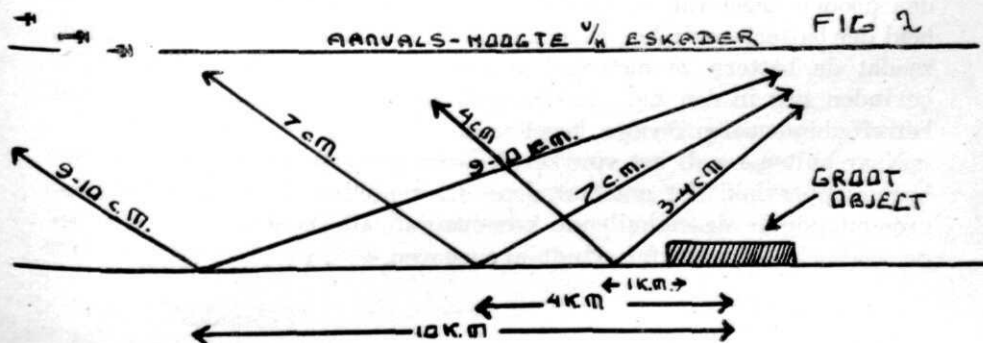 FIG 2
AANVALS-HOOGTE V/H ESKADER
7 cm.
4 cm
9-10 K.M.
7 c.m.
3-4 cm
9-10 c.m.
GROOT
OBJECT
1 K.M.
4 KM
10 K.M